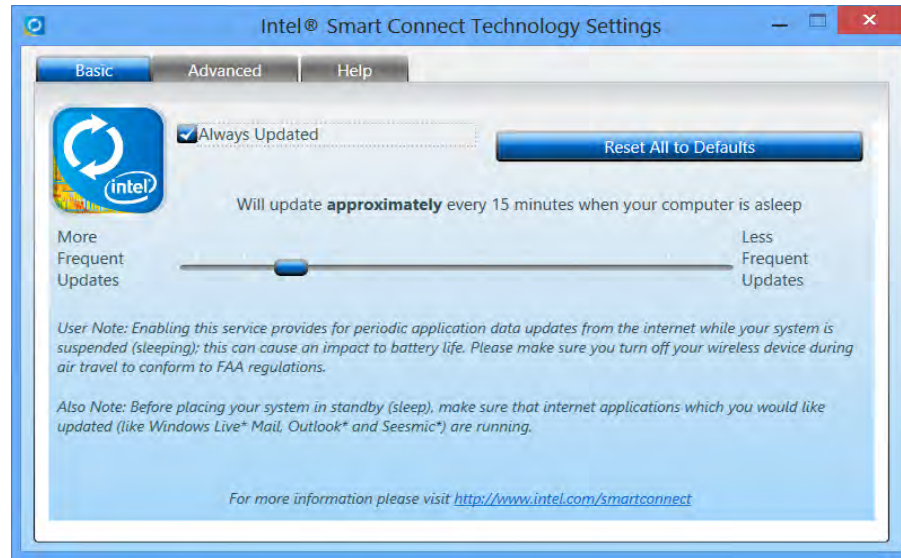 Intel® Smart Connect Technology Settings
Basic Advanced Help
Always Updated
Reset All to Defaults
intel
Will update approximately every 15 minutes when your computer is asleep
More
Frequent
Updates
Less
Frequent
Updates
User Note: Enabling this service provides for periodic application data updates from the internet while your system is
suspended (sleeping); this can cause an impact to battery life. Please make sure you turn off your wireless device during
air travel to conform to FAA regulations.
Also Note: Before placing your system in standby (sleep), make sure that internet applications which you would like
updated (like Windows Live* Mail, Outlook* and Seesmic*) are running.
For more information please visit http://www.intel.com/smartconnect